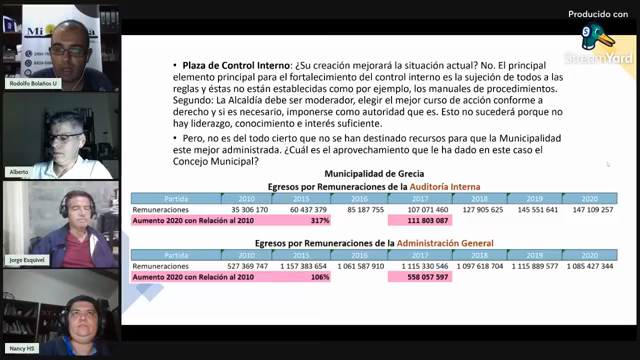 Producido con
StreamYard
Rodolfo Bolaños U
Alberto
Jorge Esquivel
Nancy HS
• Plaza de Control Interno: ¿Su creación mejorará la situación actual? No. El principal
elemento principal para el fortalecimiento del control interno es la sujeción de todos a las
reglas y éstas no están establecidas como por ejemplo, los manuales de procedimientos.
Segundo: La Alcaldía debe ser moderador, elegir el mejor curso de acción conforme a
derecho y si es necesario, imponerse como autoridad que es. Esto no sucederá porque no
hay liderazgo, conocimiento e interés suficiente.
• Pero, no es del todo cierto que no se han destinado recursos para que la Municipalidad
este mejor administrada. ¿Cuál es el aprovechamiento que le ha dado en este caso el
Concejo Municipal?
Municipalidad de Grecia
Egresos por Remuneraciones de la Auditoría Interna
Partida 2010 2015 2016 2017 2018 2019 2020
Remuneraciones 35 306 170 60 437 379 85 187 755 107 071 460 127 905 625 145 551 641 147 109 257
Aumento 2020 con Relación al 2010 317% 111 803 087
Egresos por Remuneraciones de la Administración General
Partida 2010 2015 2016 2017 2018 2019 2020
Remuneraciones 527 369 747 1 157 383 654 1 061 587 910 1 115 330 546 1 097 618 704 1 115 889 577 1 085 427 344
Aumento 2020 con Relación al 2010 106% 558 057 597